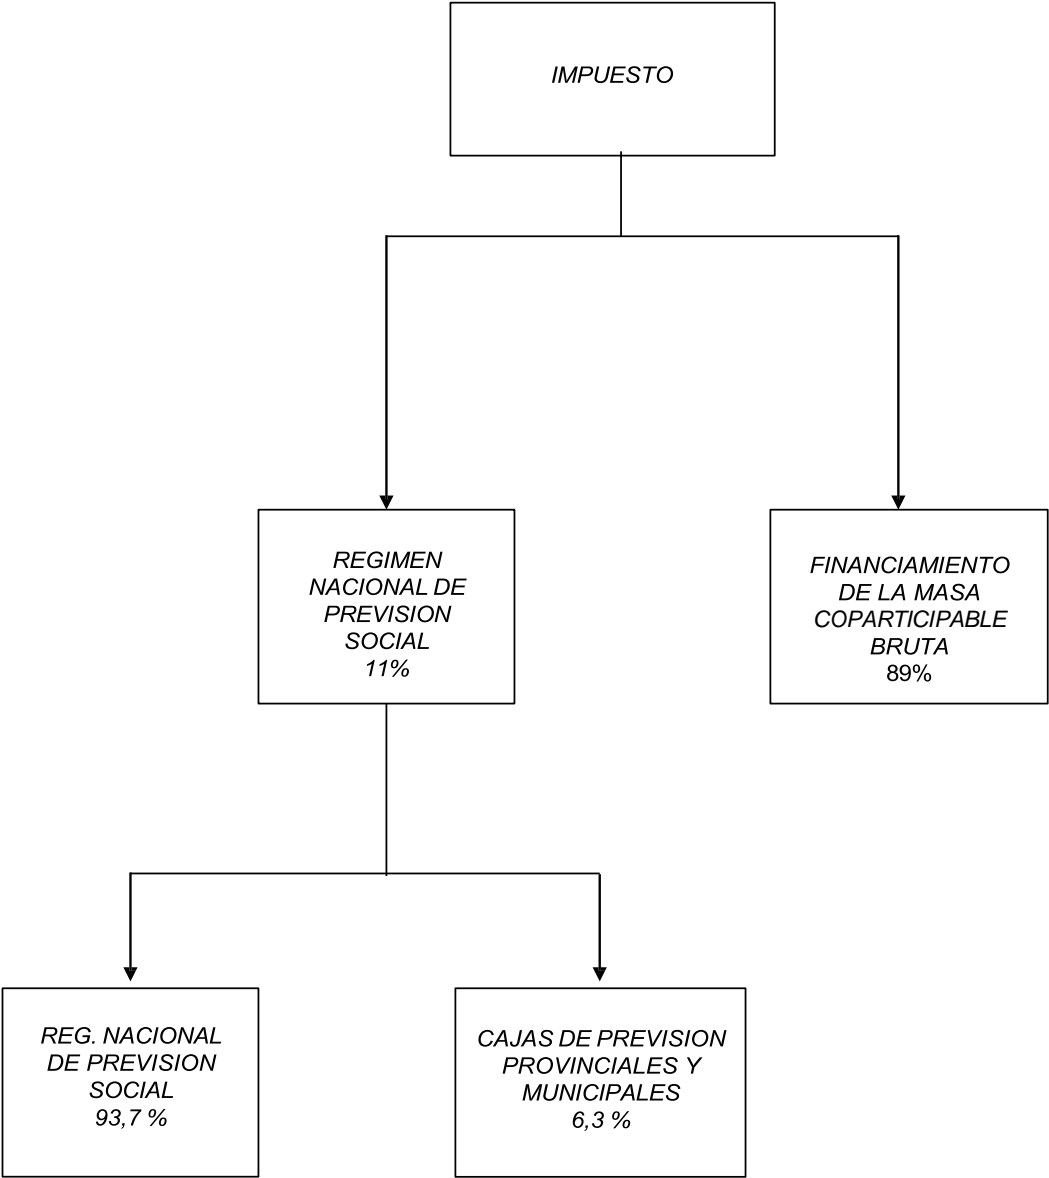 IMPUESTO
REGIMEN
NACIONAL DE
PREVISION
SOCIAL
11%
FINANCIAMIENTO
DE LA MASA
COPARTICIPABLE
BRUTA
89%
REG. NACIONAL
DE PREVISION
SOCIAL
93,7 %
CAJAS DE PREVISION
PROVINCIALES Y
MUNICIPALES
6,3 %